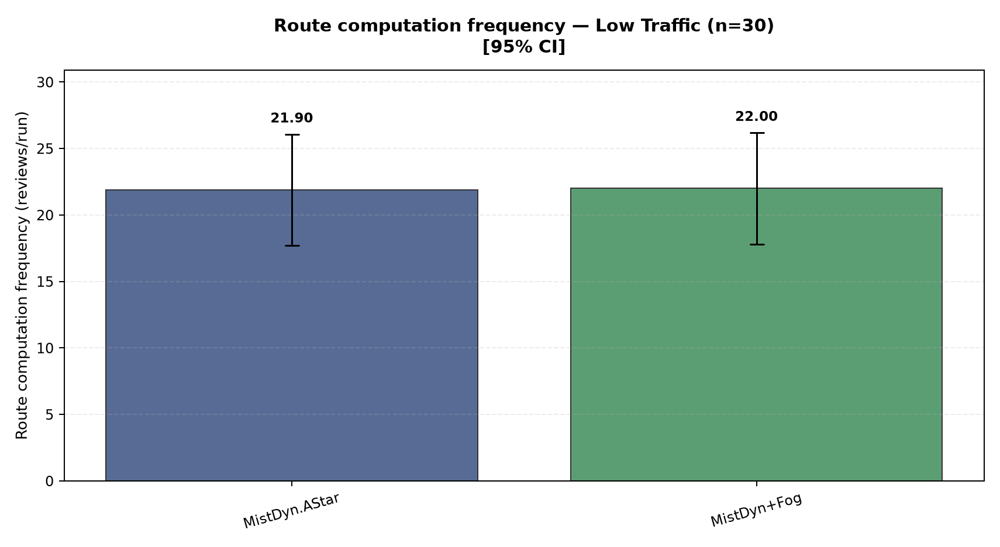 Route computation frequency — Low Traffic (n=30)
[95% CI]
Route computation frequency (reviews/run)
30
25
20
15
10
5
0
21.90
22.00
MistDyn.AStar
MistDyn+Fog